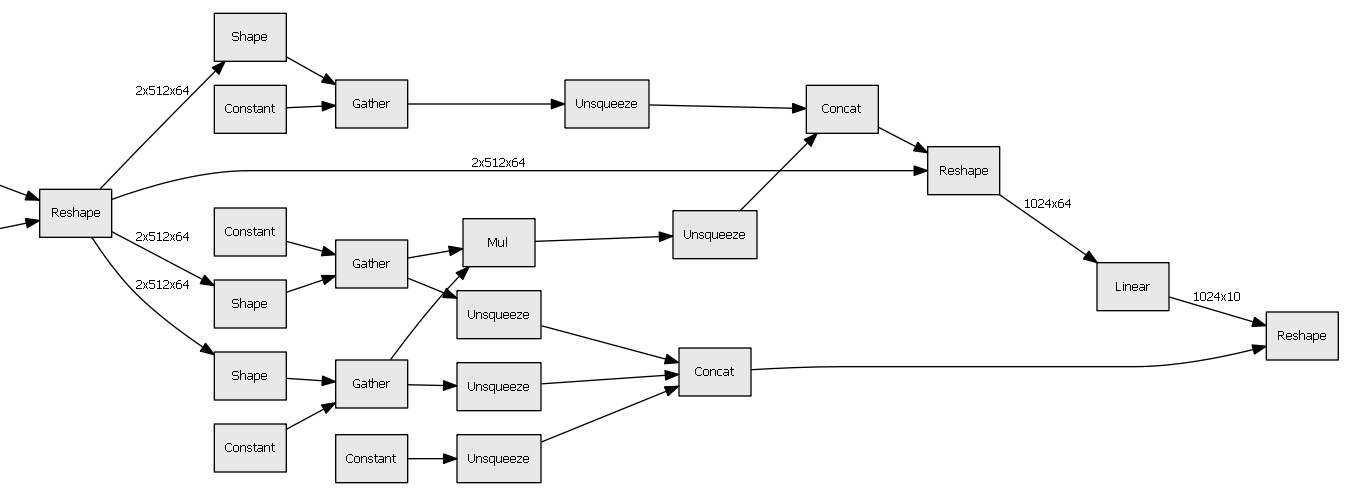 Shape
2x512x64
Constant
Gather
Unsqueeze
Concat
2x512x64
Reshape
Reshape
1024x64
Constant
2x512x64
Mul
Unsqueeze
Gather
2x512x64
Shape
Unsqueeze
Linear
1024x10
Reshape
Shape
Gather
Unsqueeze
Concat
Constant
Constant
Unsqueeze